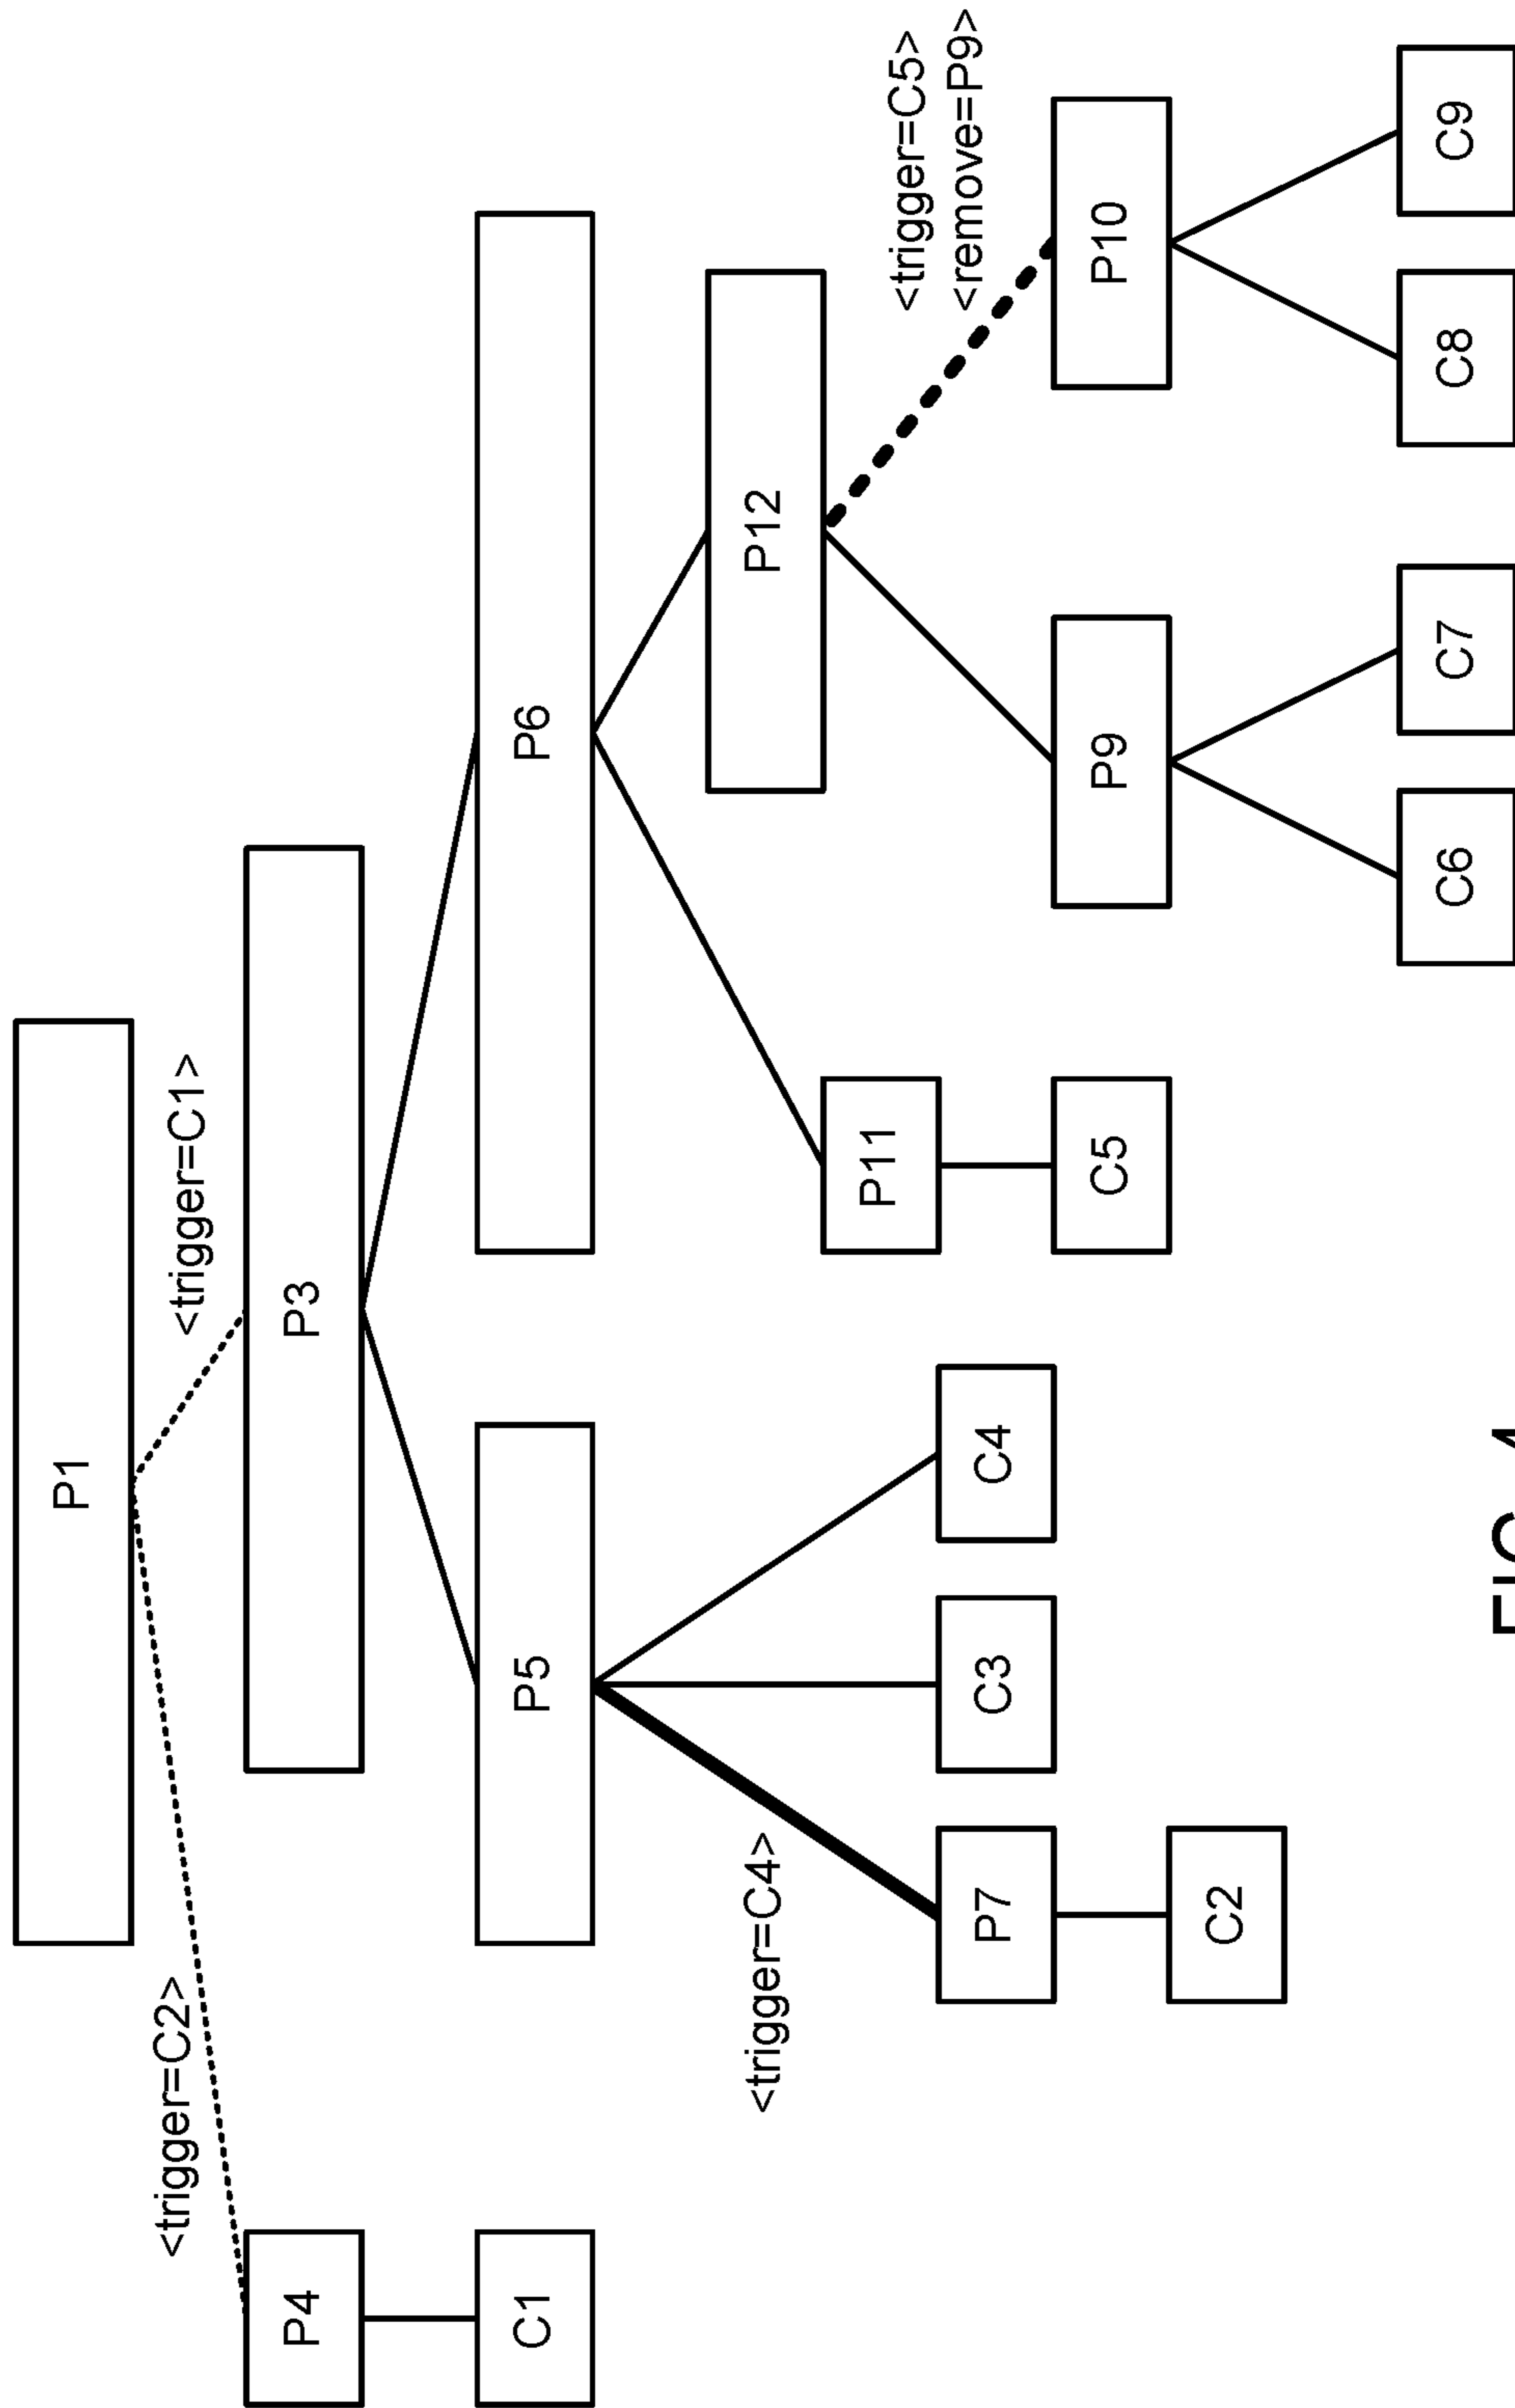 P1
<trigger=C2>
<trigger=C1>
P4
P3
C1
P5
P6
<trigger=C4>
P12
P11
<trigger=C5>
<remove=P9>
P7
C3
C4
C5
P9
P10
C2
C6
C7
C8
C9